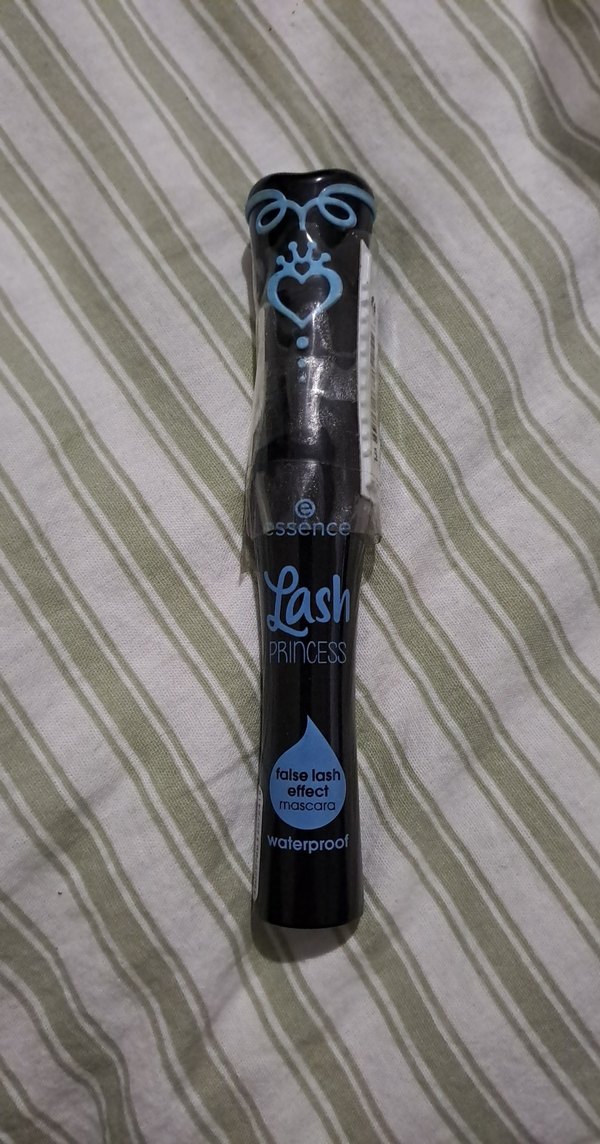 e
essence
Lash
PRINCESS
false lash
effect
mascara
waterproof